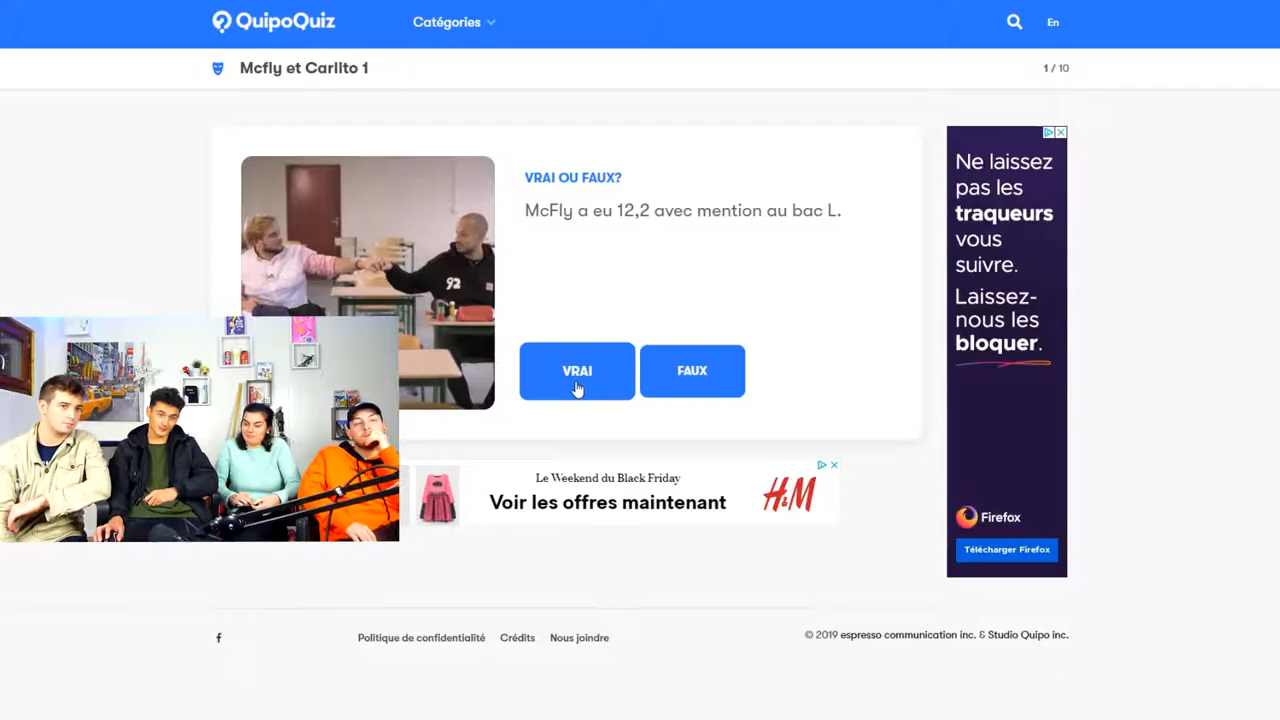 QuipoQuiz
Catégories
En
Mcfly et Carlito 1
1 / 10
VRAI OU FAUX?
McFly a eu 12,2 avec mention au bac L.
92
VRAI
FAUX
Ne laissez
pas les
traqueurs
vous
suivre.
Laissez-
nous les
bloquer.
Firefox
Télécharger Firefox
Le Weekend du Black Friday
Voir les offres maintenant
H&M
Politique de confidentialité
Crédits
Nous joindre
© 2019 espresso communication inc. & Studio Quipo inc.